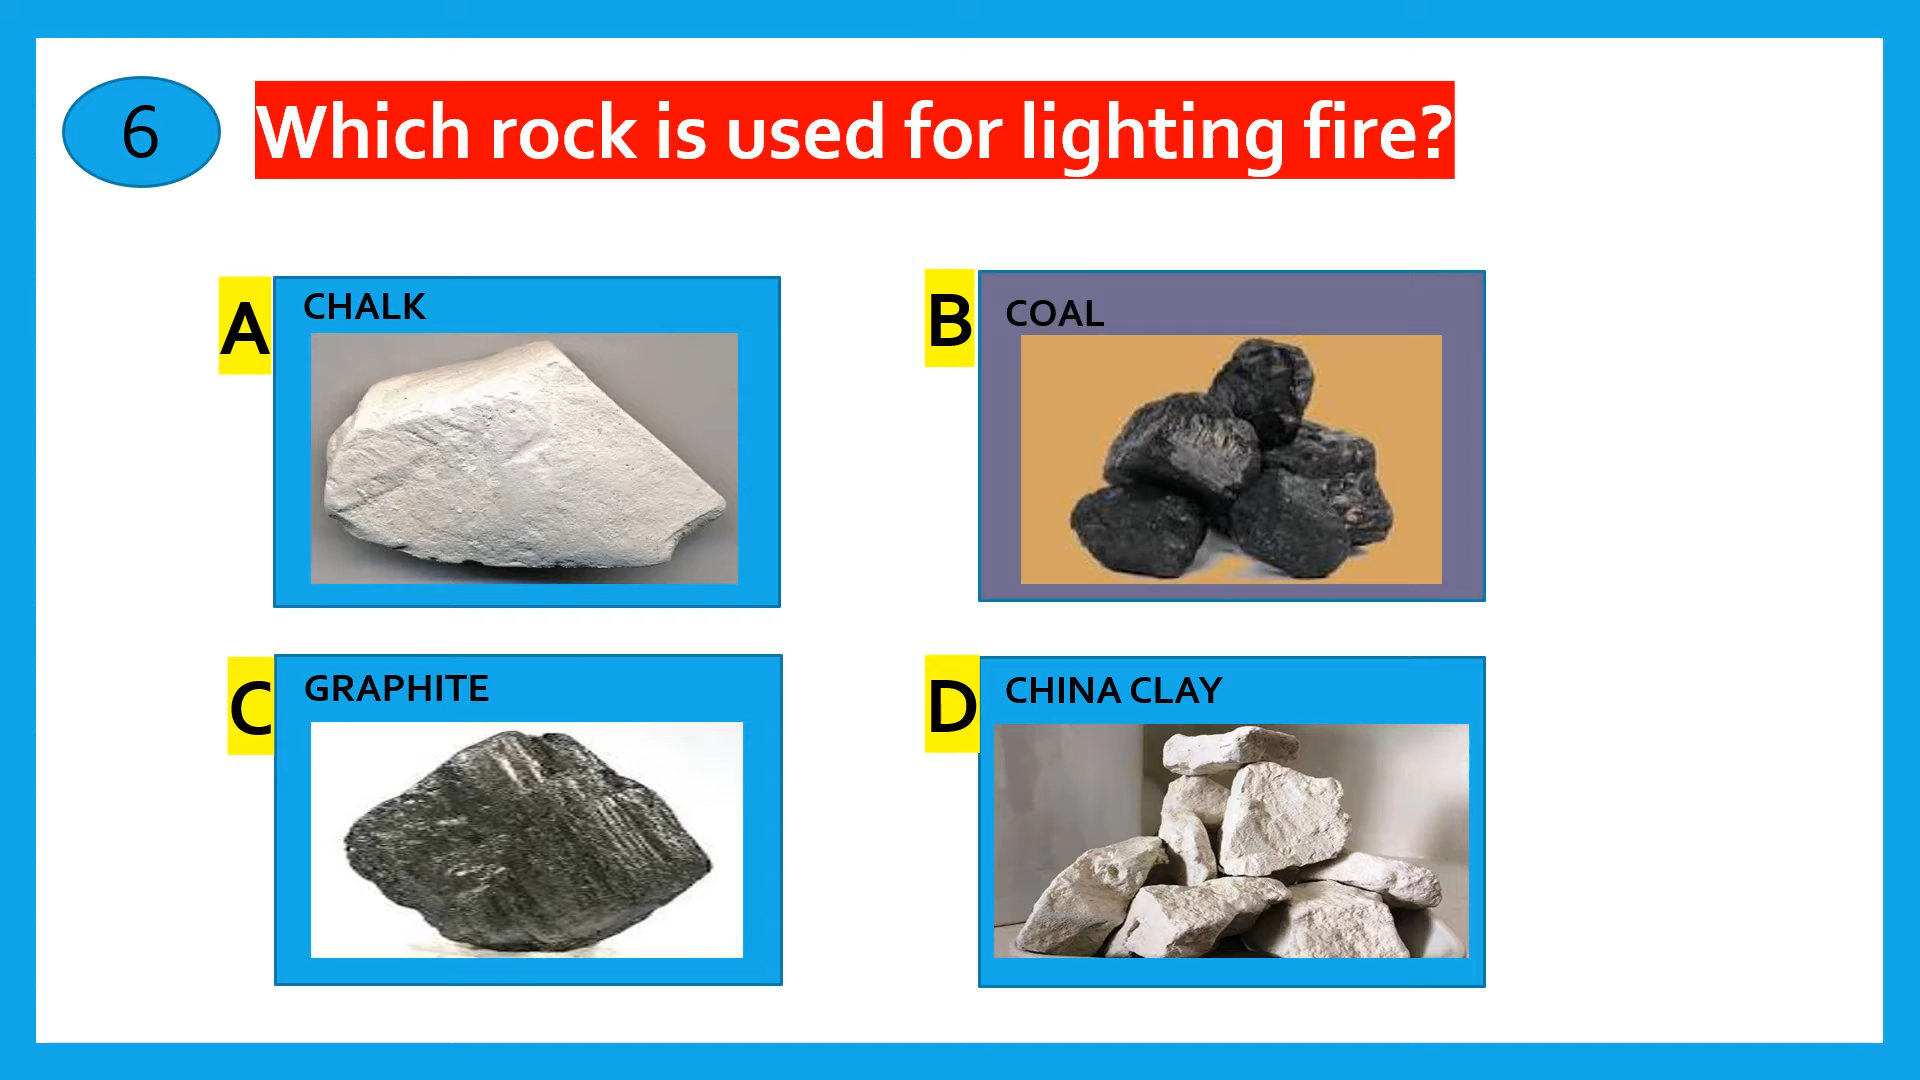 6
Which rock is used for lighting fire?
A
CHALK
B
COAL
C
GRAPHITE
D
CHINA CLAY